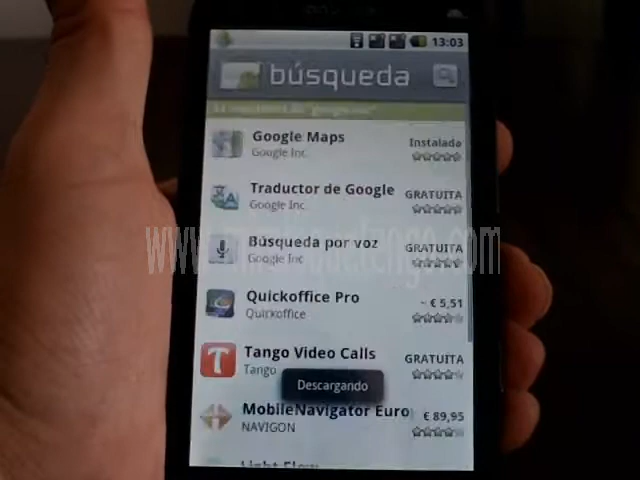 13:03
búsqueda
Google Maps
Instalada
Google Inc.
Traductor de Google
GRATUITA
Google Inc.
Búsqueda por voz
GRATUITA
Google Inc
Quickoffice Pro
~ € 5,51
Quickoffice
Tango Video Calls
GRATUITA
Tango
Descargando
MobileNavigator Euro
€ 89,95
NAVIGON